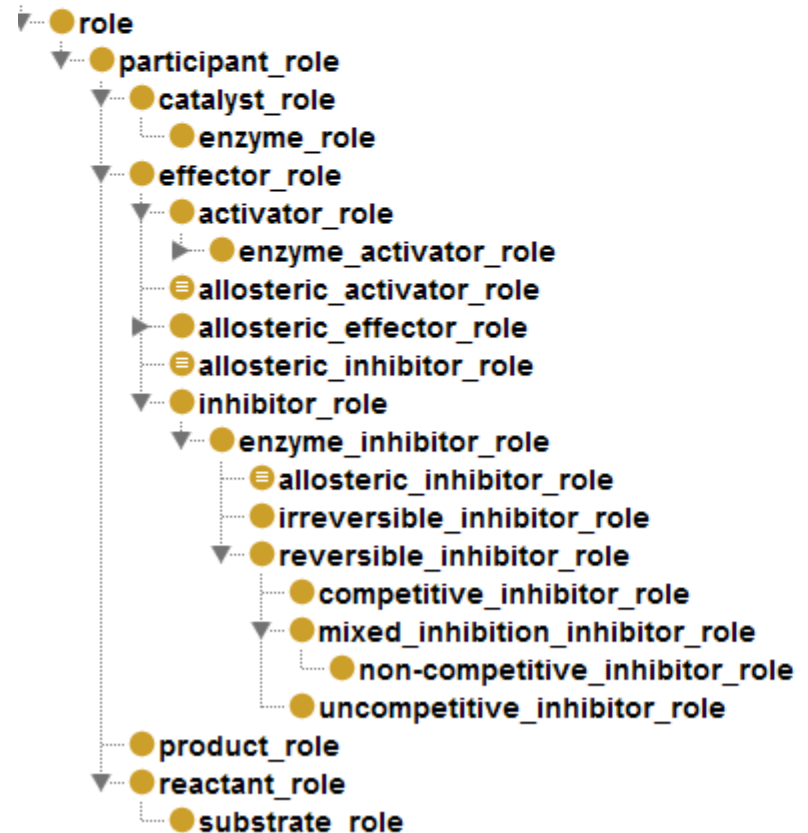 role
participant_role
catalyst_role
enzyme_role
effector_role
activator_role
enzyme_activator_role
allosteric_activator_role
allosteric_effector_role
allosteric_inhibitor_role
inhibitor_role
enzyme_inhibitor_role
allosteric_inhibitor_role
irreversible_inhibitor_role
reversible_inhibitor_role
competitive_inhibitor_role
mixed_inhibition_inhibitor_role
non-competitive_inhibitor_role
uncompetitive_inhibitor_role
product_role
reactant_role
substrate_role